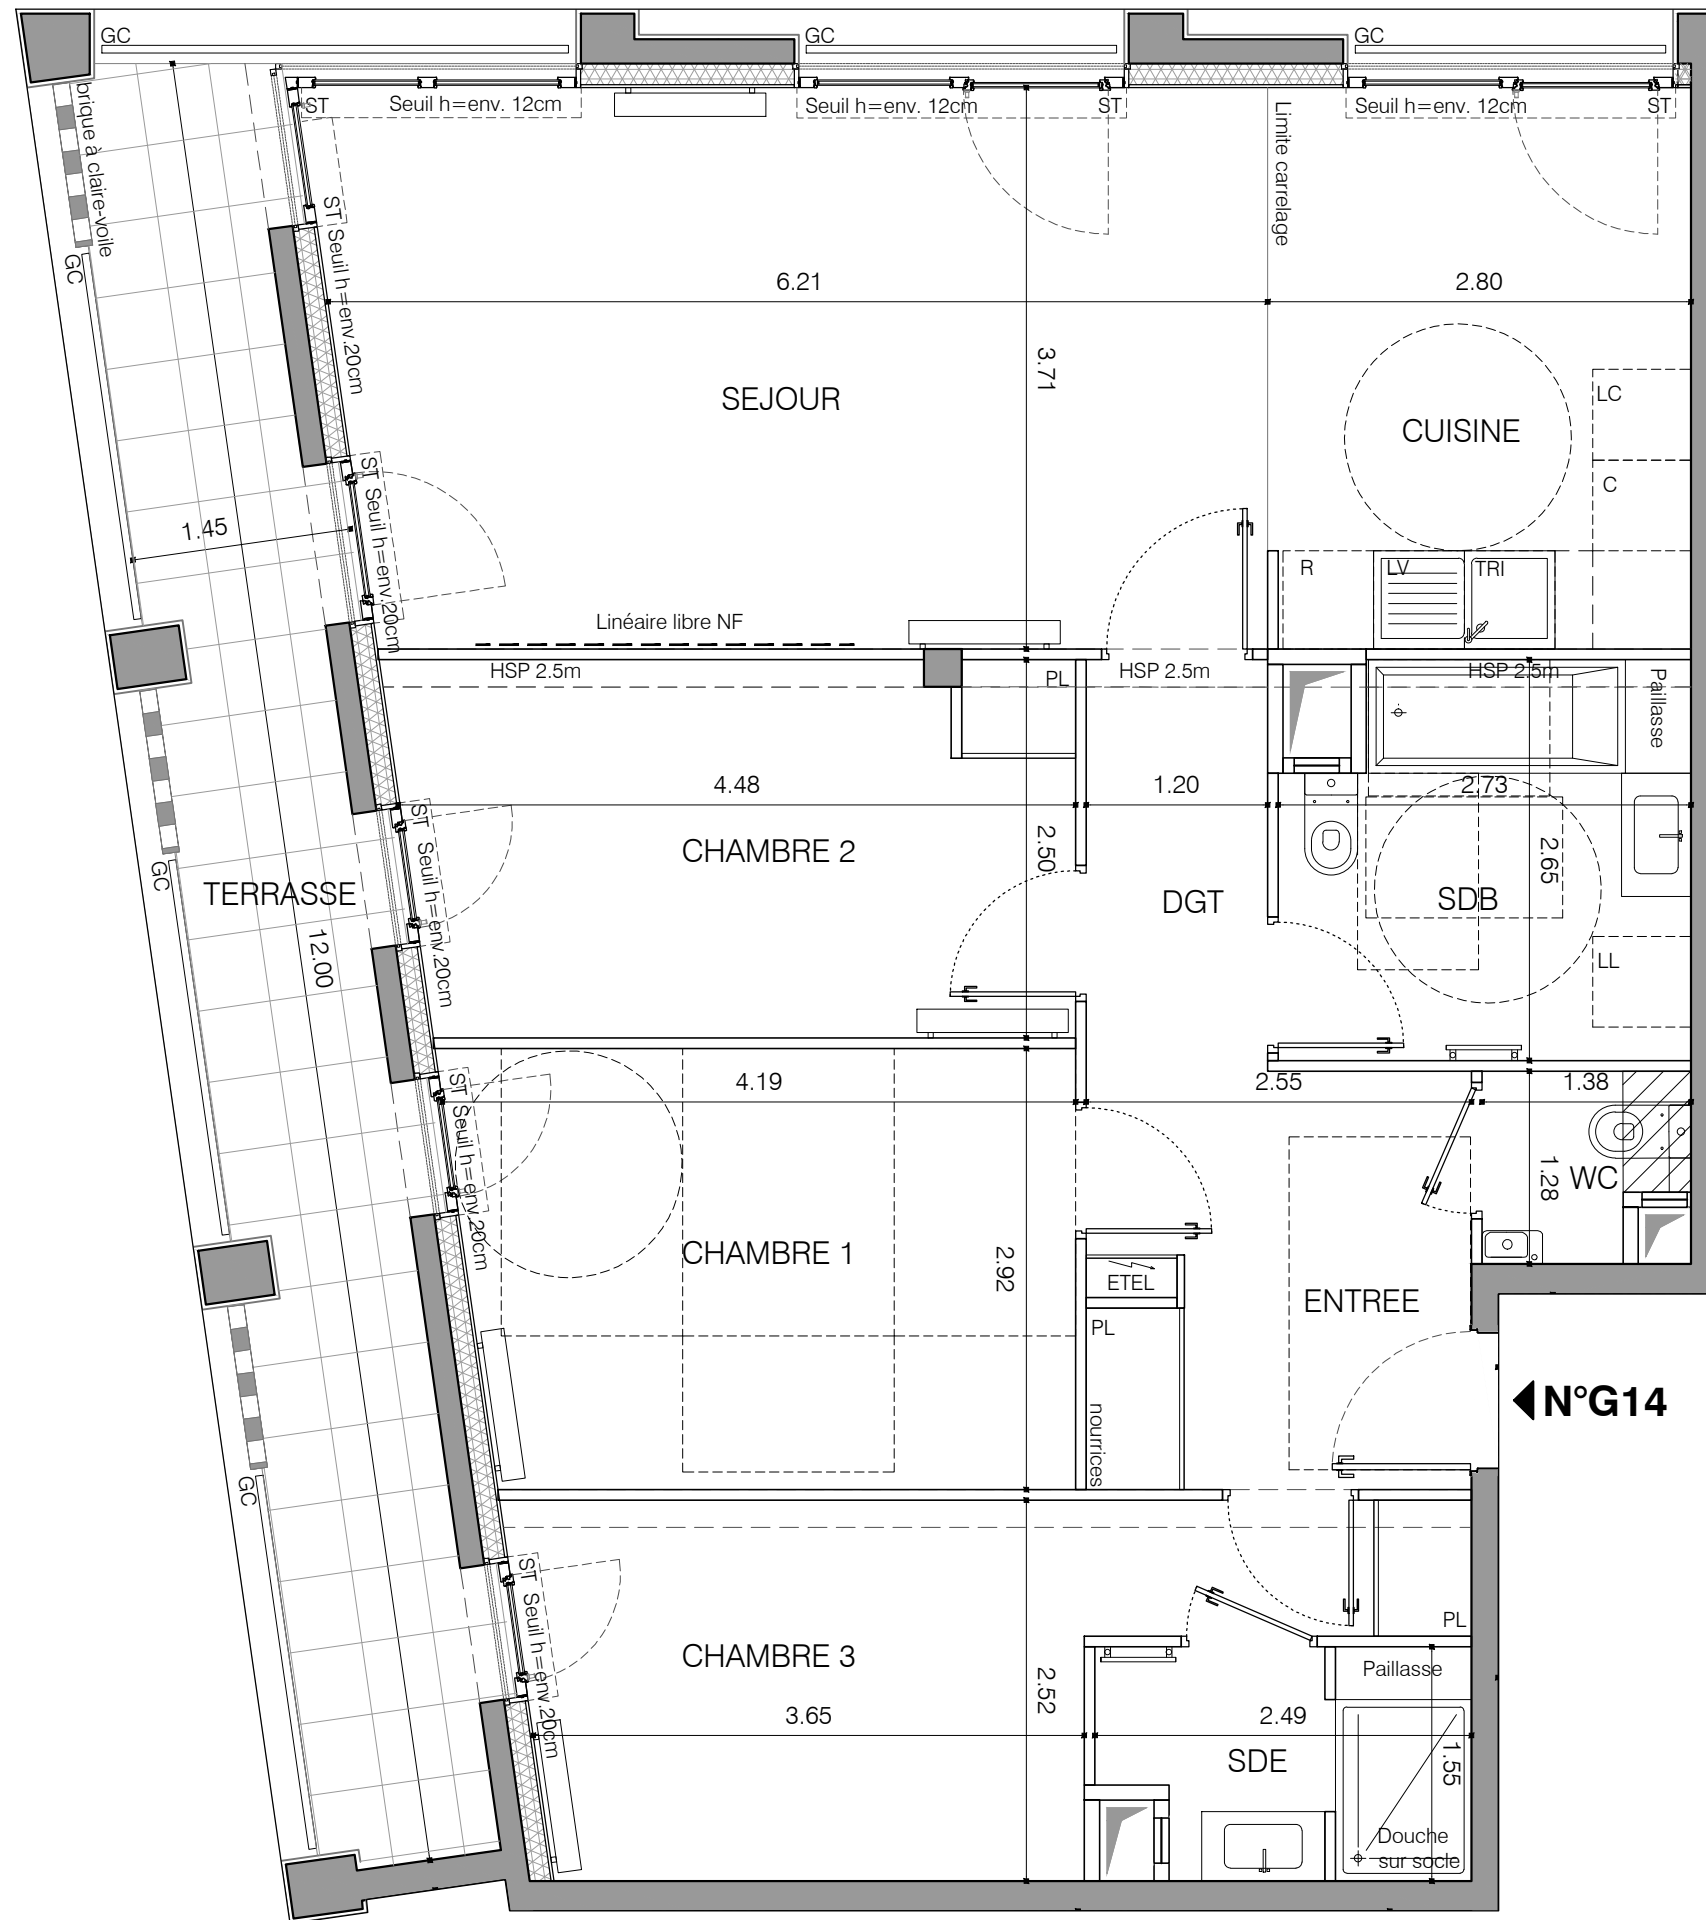 GC
GC
GC
ST
Seuil h=env. 12cm
Seuil h=env. 12cm
ST
Seuil h=env. 12cm
ST
brique à claire-voile
Limite carrelage
GC
ST
Seuil h=env.20cm
6.21
2.80
3.71
SEJOUR
CUISINE
LC
C
ST
Seuil h=env.20cm
1.45
R
LV
TRI
Linéaire libre NF
HSP 2.5m
PL
HSP 2.5m
HSP 2.5m
Paillasse
4.48
1.20
2.73
ST
Seuil h=env.20cm
CHAMBRE 2
2.50
2.65
GC
TERRASSE
DGT
SDB
12.00
LL
ST
Seuil h=env.20cm
4.19
2.55
1.38
1.28
WC
CHAMBRE 1
2.92
ETEL
ENTREE
PL
nourrices
N°G14
GC
ST
Seuil h=env.20cm
PL
CHAMBRE 3
2.52
Paillasse
3.65
2.49
SDE
1.55
Douche
sur socle